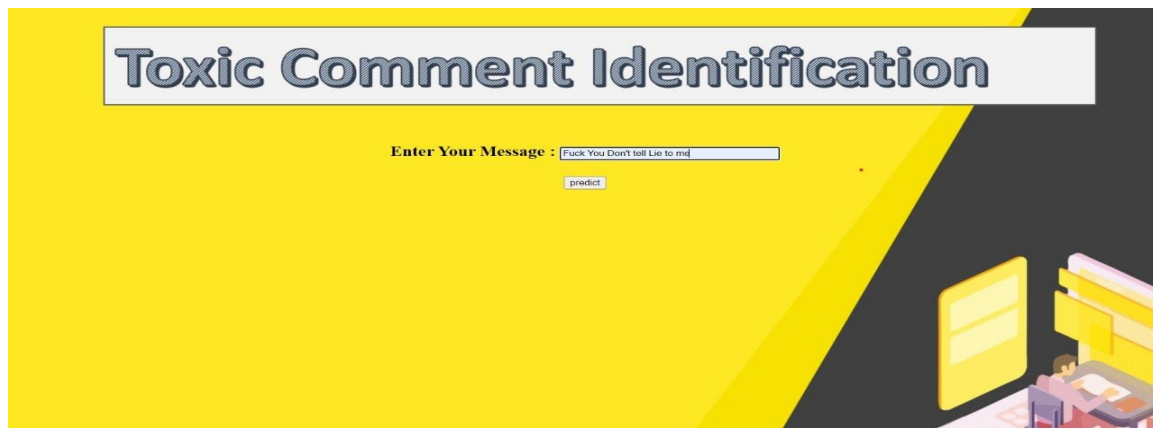 Toxic Comment Identification
Enter Your Message : Fuck You Don't tell Lie to me
predict